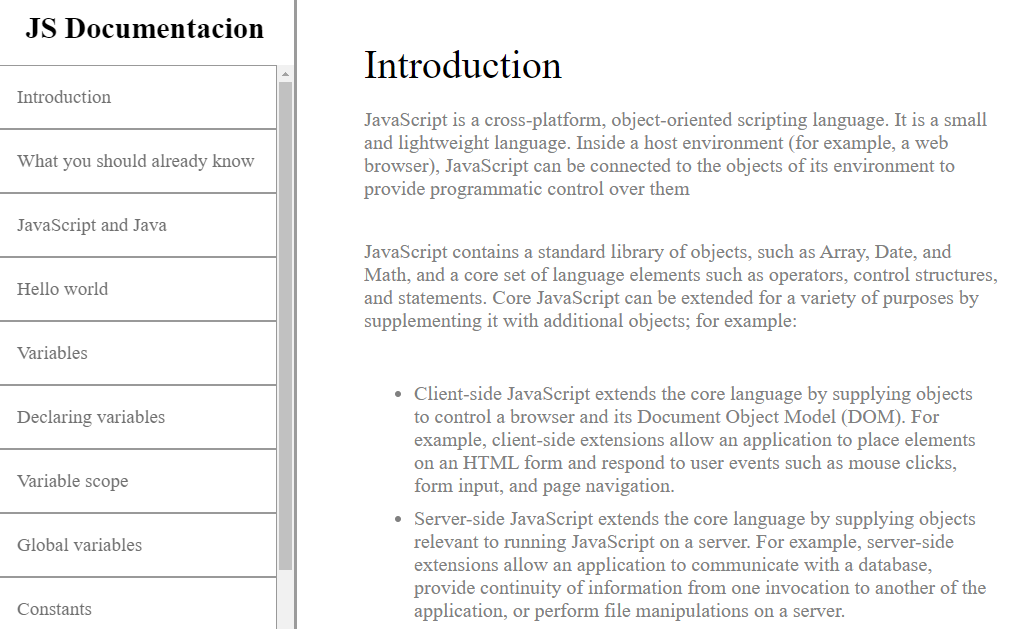 JS Documentacion
Introduction
What you should already know
JavaScript and Java
Hello world
Variables
Declaring variables
Variable scope
Global variables
Constants
Introduction
JavaScript is a cross-platform, object-oriented scripting language. It is a small
and lightweight language. Inside a host environment (for example, a web
browser), JavaScript can be connected to the objects of its environment to
provide programmatic control over them
JavaScript contains a standard library of objects, such as Array, Date, and
Math, and a core set of language elements such as operators, control structures,
and statements. Core JavaScript can be extended for a variety of purposes by
supplementing it with additional objects; for example:
• Client-side JavaScript extends the core language by supplying objects
to control a browser and its Document Object Model (DOM). For
example, client-side extensions allow an application to place elements
on an HTML form and respond to user events such as mouse clicks,
form input, and page navigation.
• Server-side JavaScript extends the core language by supplying objects
relevant to running JavaScript on a server. For example, server-side
extensions allow an application to communicate with a database,
provide continuity of information from one invocation to another of the
application, or perform file manipulations on a server.